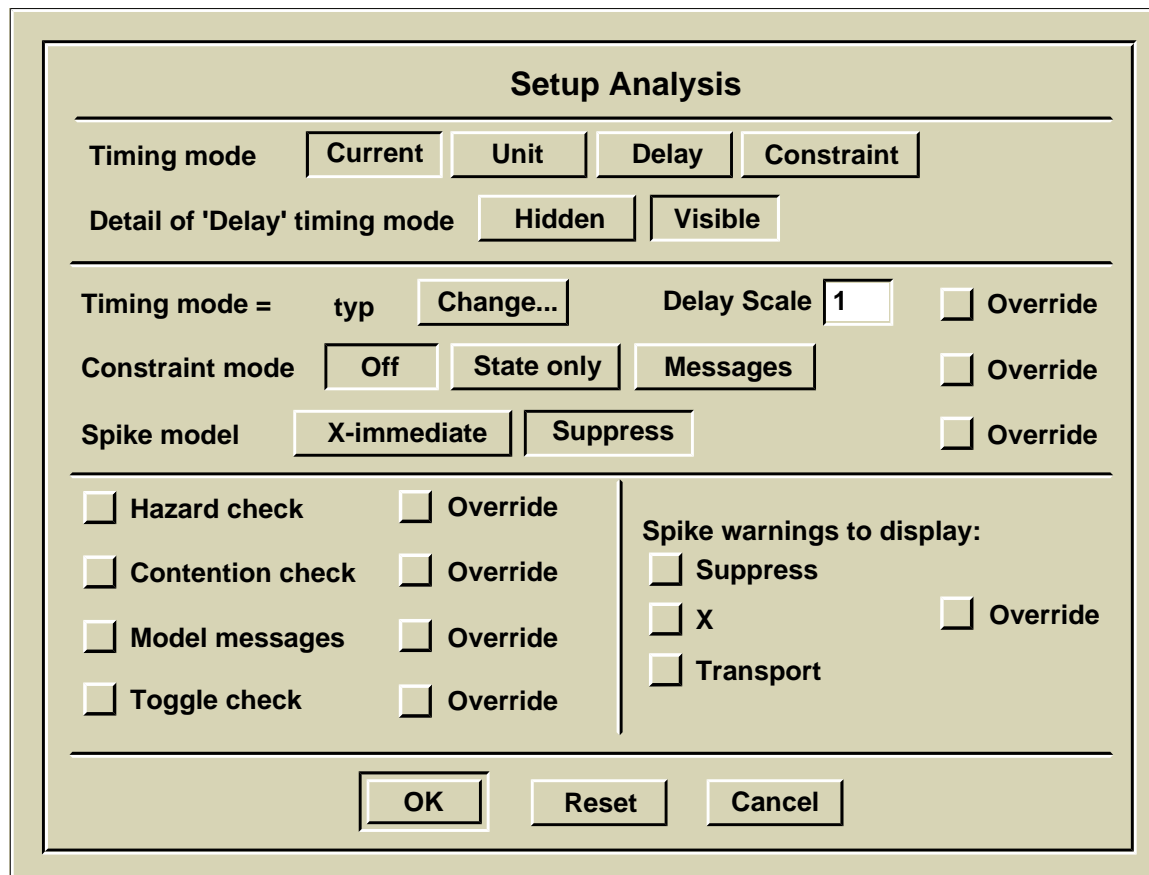 Setup Analysis
Timing mode Current Unit Delay Constraint
Detail of 'Delay' timing mode Hidden Visible
Timing mode = typ Change... Delay Scale 1 Override
Constraint mode Off State only Messages Override
Spike model X-immediate Suppress Override
Hazard check Override
Contention check Override
Model messages Override
Toggle check Override
Spike warnings to display:
Suppress
X Override
Transport
OK Reset Cancel